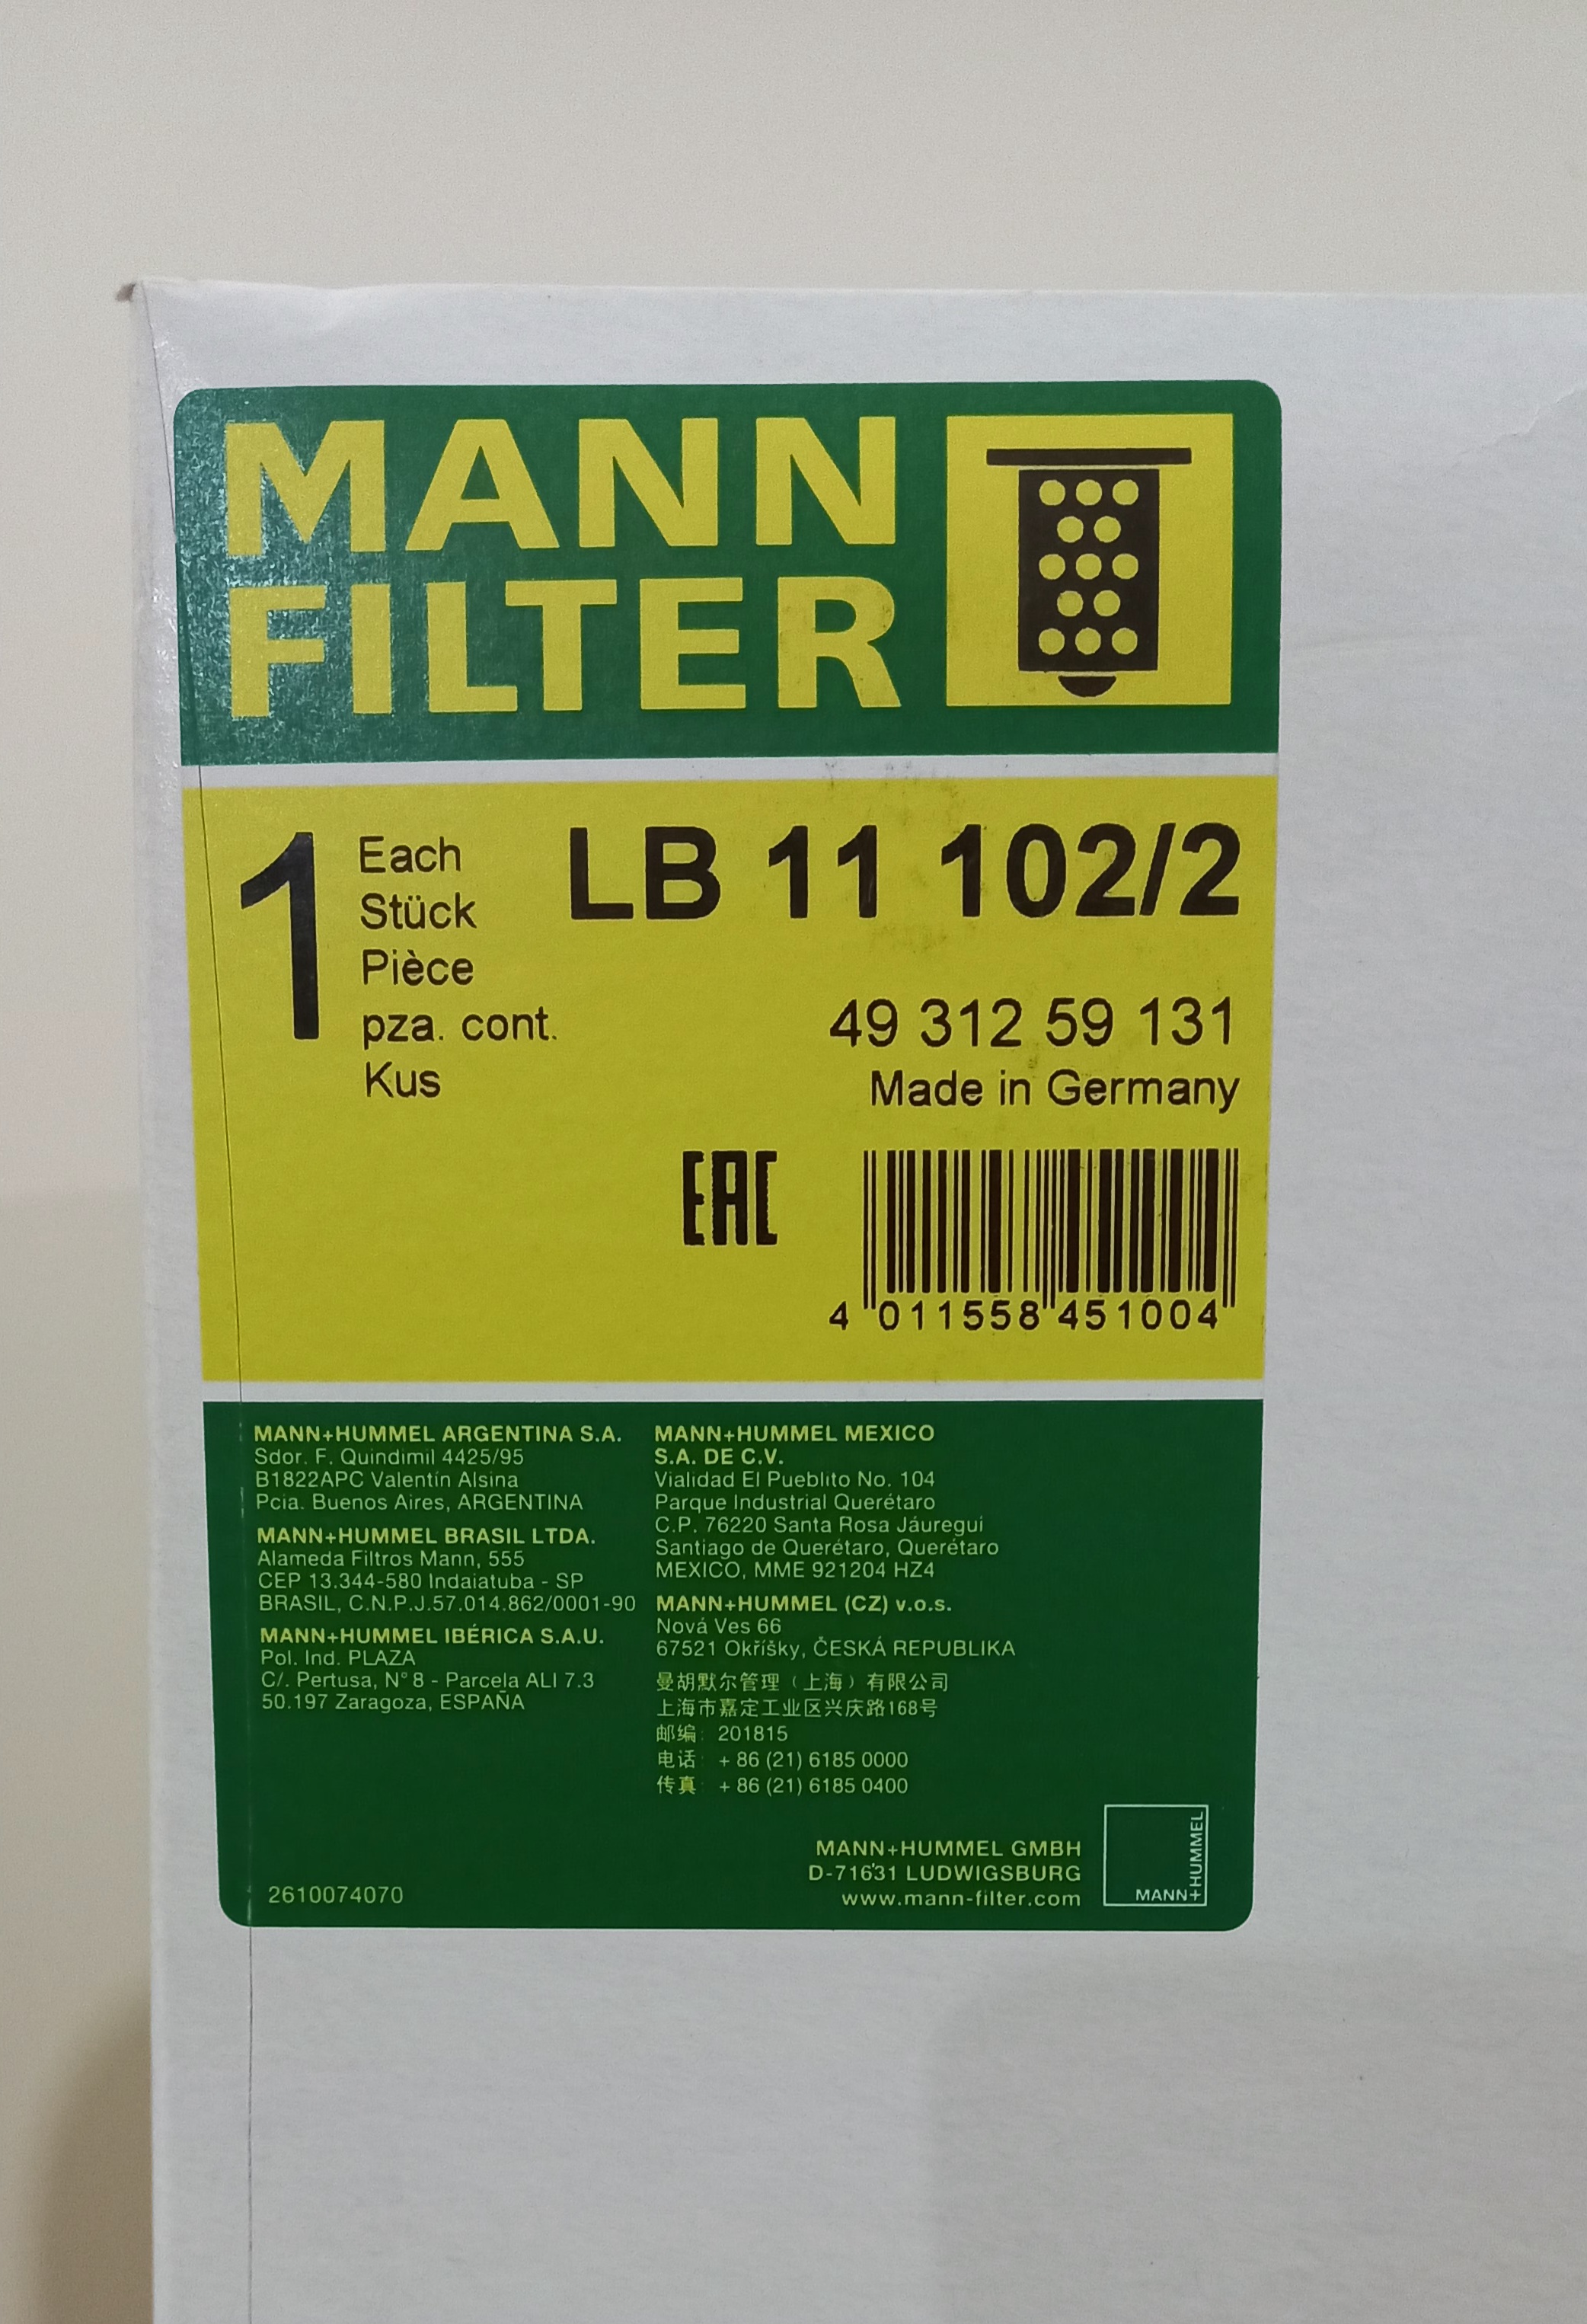 MANN
FILTER
1
Each
Stück
Pièce
pza. cont.
Kus
LB 11 102/2
49 312 59 131
Made in Germany
EAC
4 011558 451004
MANN+HUMMEL ARGENTINA S.A.
Sdor. F. Quindimil 4425/95
B1822APC Valentín Alsina
Pcia. Buenos Aires, ARGENTINA
MANN+HUMMEL BRASIL LTDA.
Alameda Filtros Mann, 555
CEP 13.344-580 Indaiatuba - SP
BRASIL, C.N.P.J.57.014.862/0001-90
MANN+HUMMEL IBÉRICA S.A.U.
Pol. Ind. PLAZA
C/. Pertusa, N° 8 - Parcela ALI 7.3
50.197 Zaragoza, ESPAÑA
MANN+HUMMEL MEXICO
S.A. DE C.V.
Vialidad El Pueblito No. 104
Parque Industrial Querétaro
C.P. 76220 Santa Rosa Jáuregui
Santiago de Querétaro, Querétaro
MEXICO, MME 921204 HZ4
MANN+HUMMEL (CZ) v.o.s.
Nová Ves 66
67521 Okříšky, ČESKÁ REPUBLIKA
曼胡默尔管理（上海）有限公司
上海市嘉定工业区兴庆路168号
邮编: 201815
电话: + 86 (21) 6185 0000
传真: + 86 (21) 6185 0400
2610074070
MANN+HUMMEL GMBH
D-71631 LUDWIGSBURG
www.mann-filter.com
MANN+HUMMEL